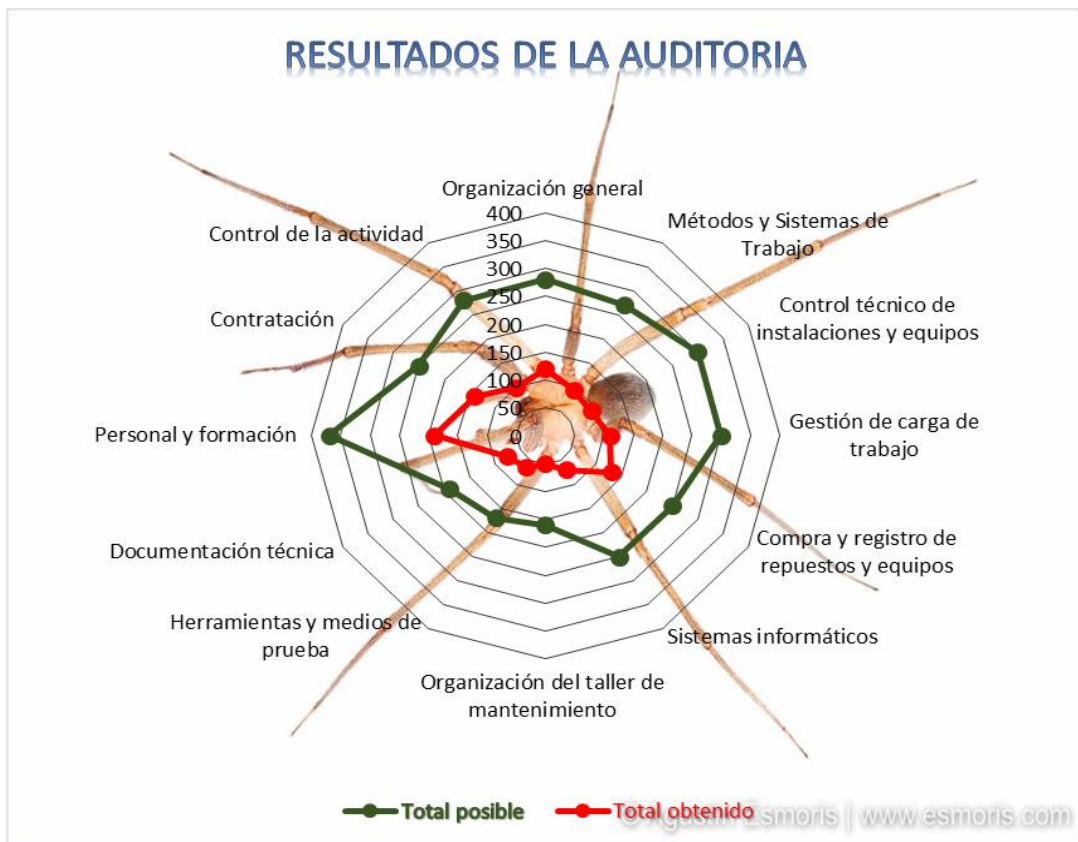 RESULTADOS DE LA AUDITORIA
Organización general
400
350
300
250
200
150
100
50
0
Métodos y Sistemas de
Trabajo
Control técnico de
instalaciones y equipos
Gestión de carga de
trabajo
Compra y registro de
repuestos y equipos
Sistemas informáticos
Organización del taller de
mantenimiento
Herramientas y medios de
prueba
Documentación técnica
Personal y formación
Contratación
Control de la actividad
Total posible
Total obtenido
© Agustín Esmoris | www.esmoris.com